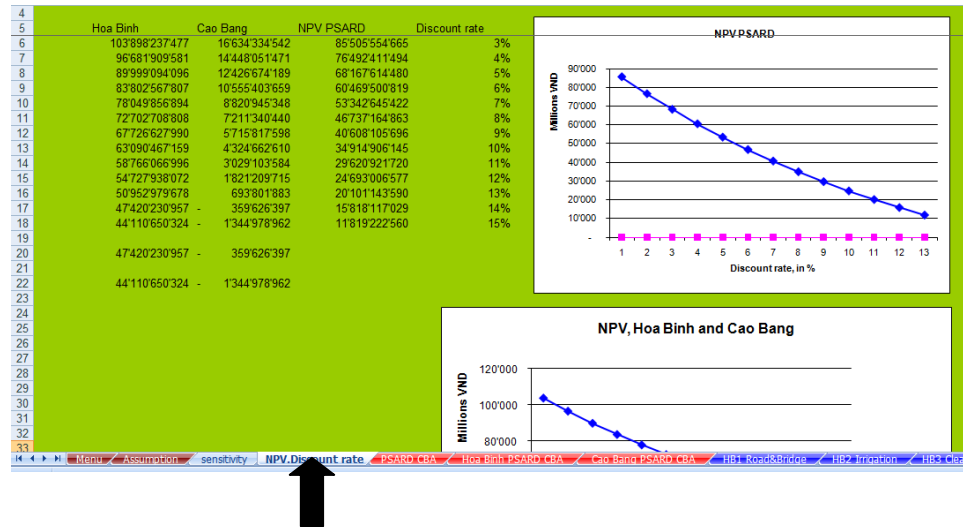 4
5 Hoa Binh Cao Bang NPV PSARD Discount rate
6 103'898'237'477 16'634'334'542 85'505'554'665 3%
7 96'681'909'581 14'448'051'471 76'492'411'494 4%
8 89'999'094'096 12'426'674'189 68'167'614'480 5%
9 83'802'567'807 10'555'403'659 60'469'500'819 6%
10 78'049'856'894 8'820'945'348 53'342'645'422 7%
11 72'702'708'808 7'211'340'440 46'737'164'863 8%
12 67'726'627'990 5'715'817'598 40'608'105'696 9%
13 63'090'467'159 4'324'662'610 34'914'906'145 10%
14 58'766'066'996 3'029'103'584 29'620'921'720 11%
15 54'727'938'072 1'821'209'715 24'693'006'577 12%
16 50'952'979'678 693'801'883 20'101'143'590 13%
17 47'420'230'957 - 359'626'397 15'818'117'029 14%
18 44'110'650'324 - 1'344'978'962 11'819'222'560 15%
19
20 47'420'230'957 - 359'626'397
21
22 44'110'650'324 - 1'344'978'962
23
24
25
26
27
28
29
30
31
32
33
NPV PSARD
Millions VND
90'000
80'000
70'000
60'000
50'000
40'000
30'000
20'000
10'000
-
1 2 3 4 5 6 7 8 9 10 11 12 13
Discount rate, in %
NPV, Hoa Binh and Cao Bang
Millions VND
120'000
100'000
80'000
Menu Assumption sensitivity NPV.Discount rate PSARD CBA Hoa Binh PSARD CBA Cao Bang PSARD CBA HB1 Road&Bridge HB2 Irrigation HB3 Clea